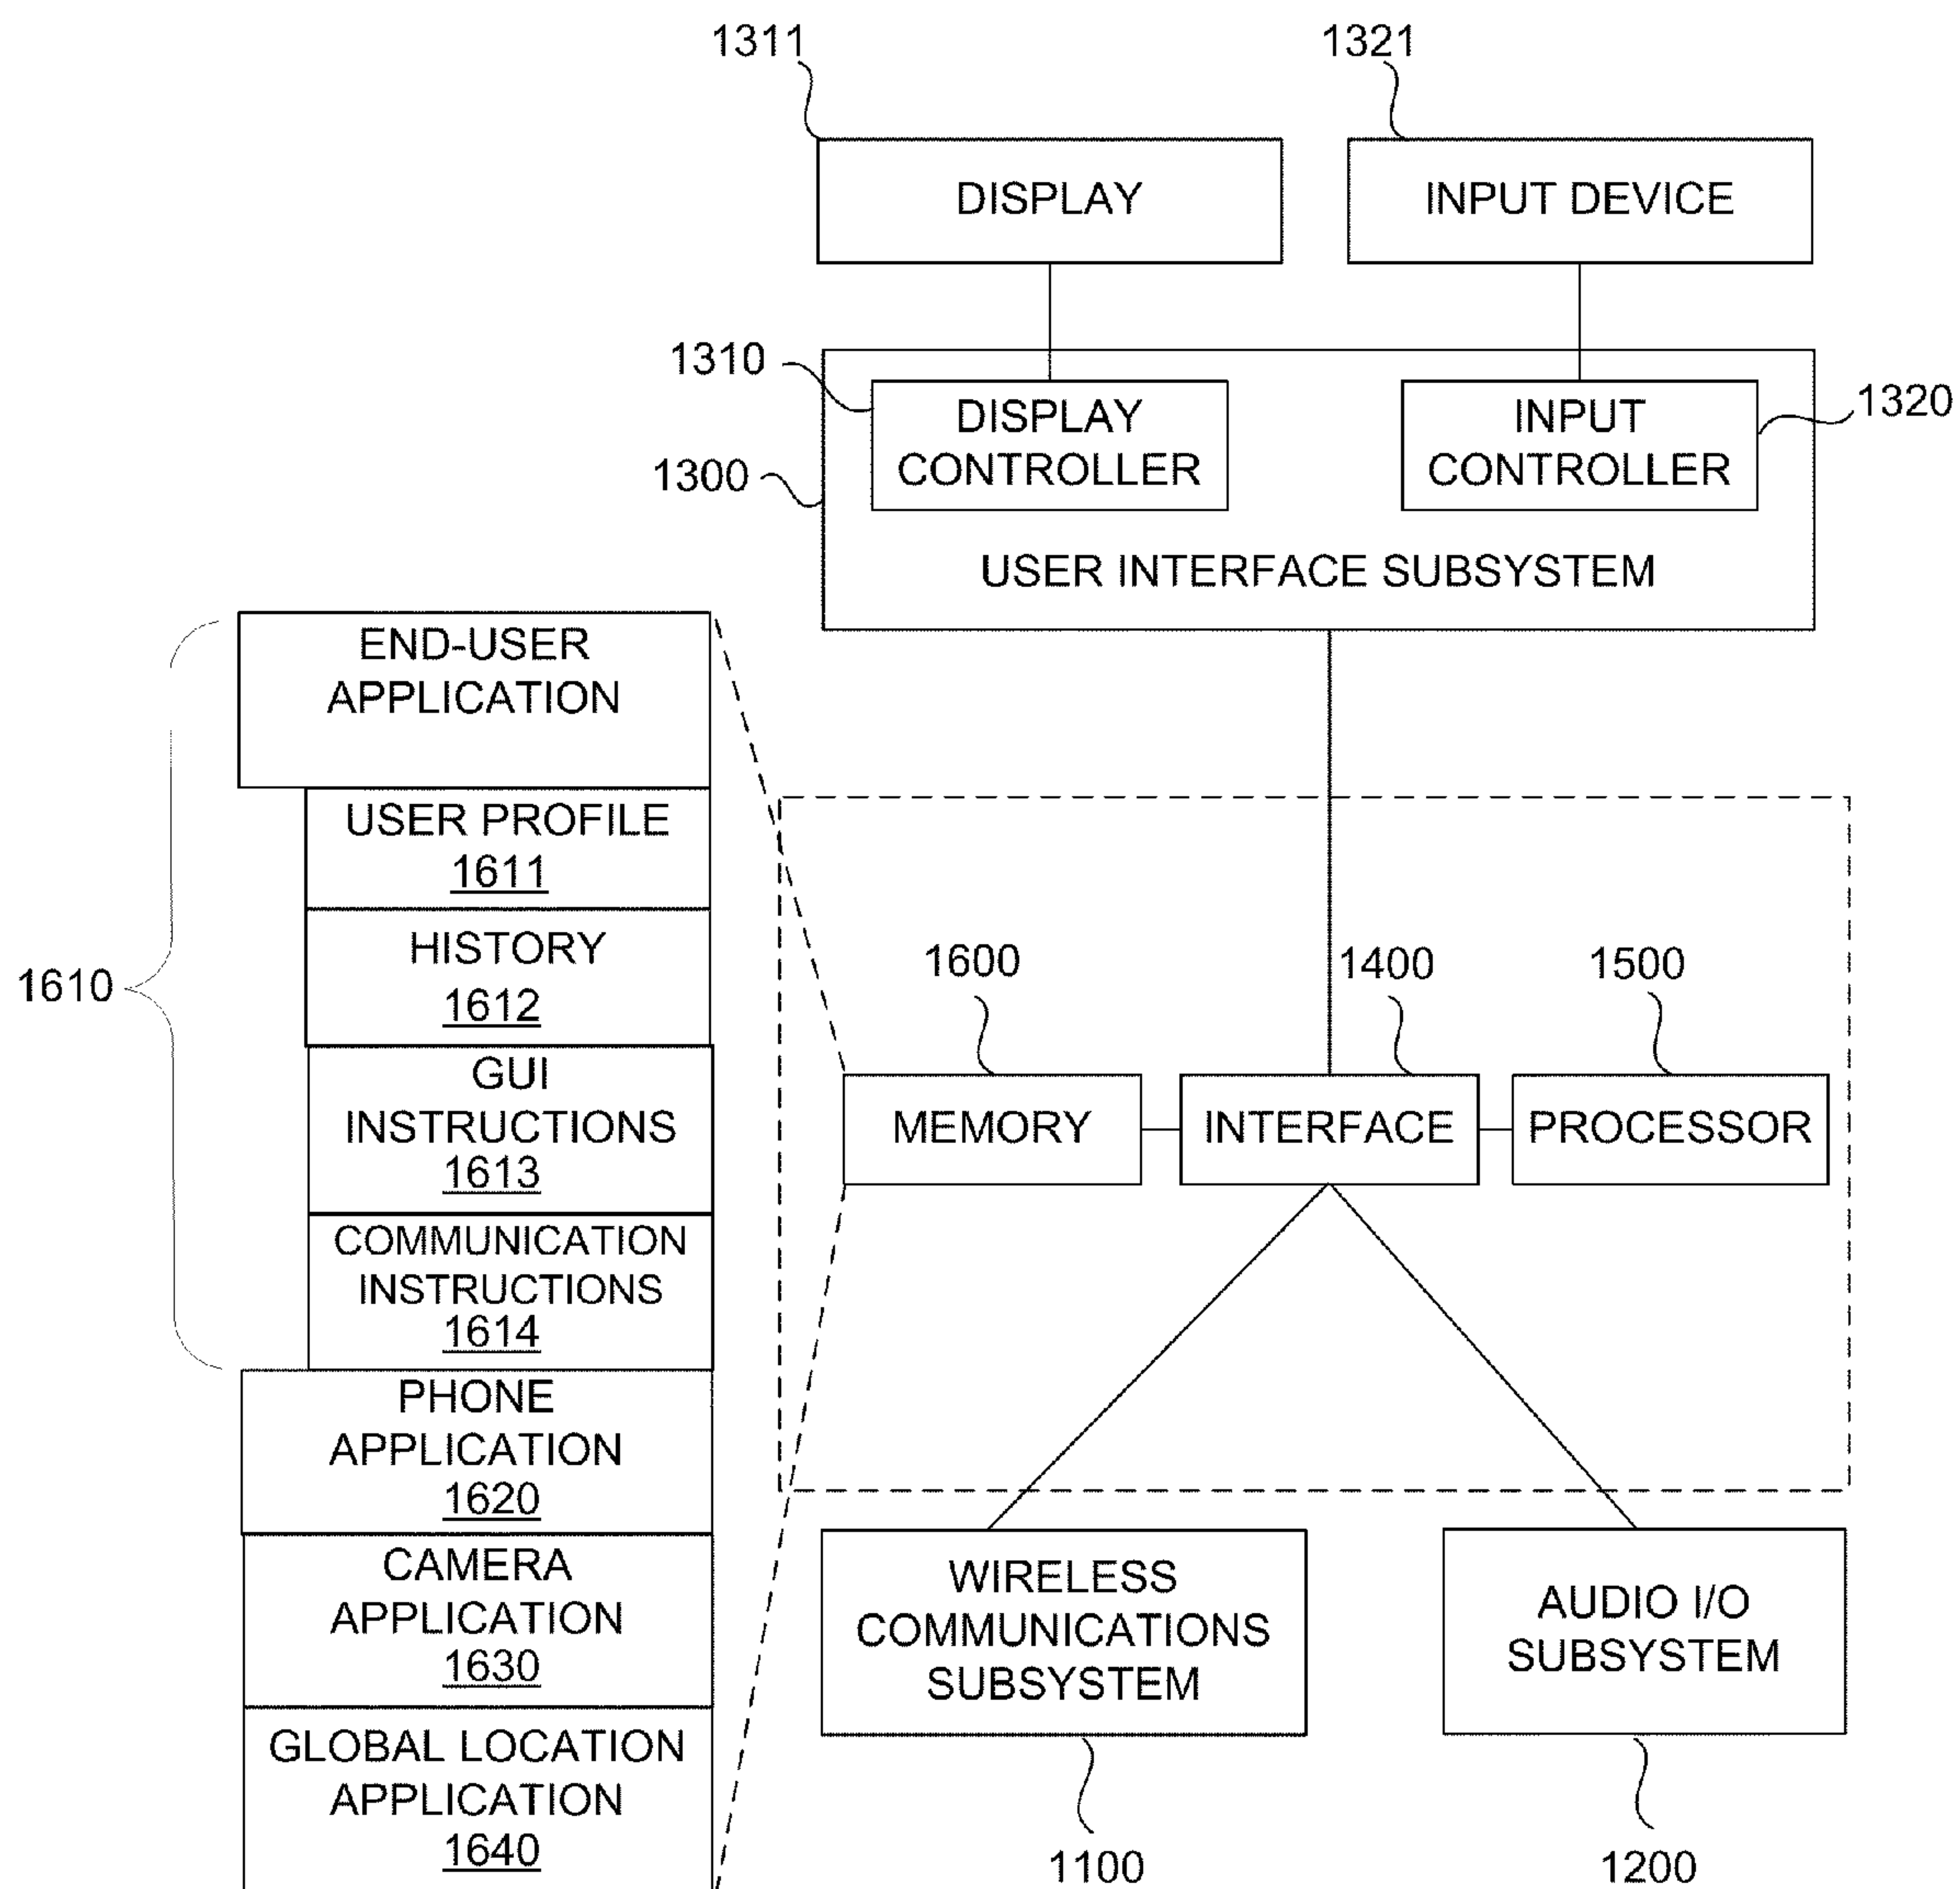 1311
1321
DISPLAY
INPUT DEVICE
1310
DISPLAY
CONTROLLER
INPUT
CONTROLLER
1320
1300
USER INTERFACE SUBSYSTEM
END-USER
APPLICATION
USER PROFILE
1611
HISTORY
1612
1610
GUI
INSTRUCTIONS
1613
COMMUNICATION
INSTRUCTIONS
1614
PHONE
APPLICATION
1620
CAMERA
APPLICATION
1630
GLOBAL LOCATION
APPLICATION
1640
1600
1400
1500
MEMORY
INTERFACE
PROCESSOR
WIRELESS
COMMUNICATIONS
SUBSYSTEM
AUDIO I/O
SUBSYSTEM
1100
1200